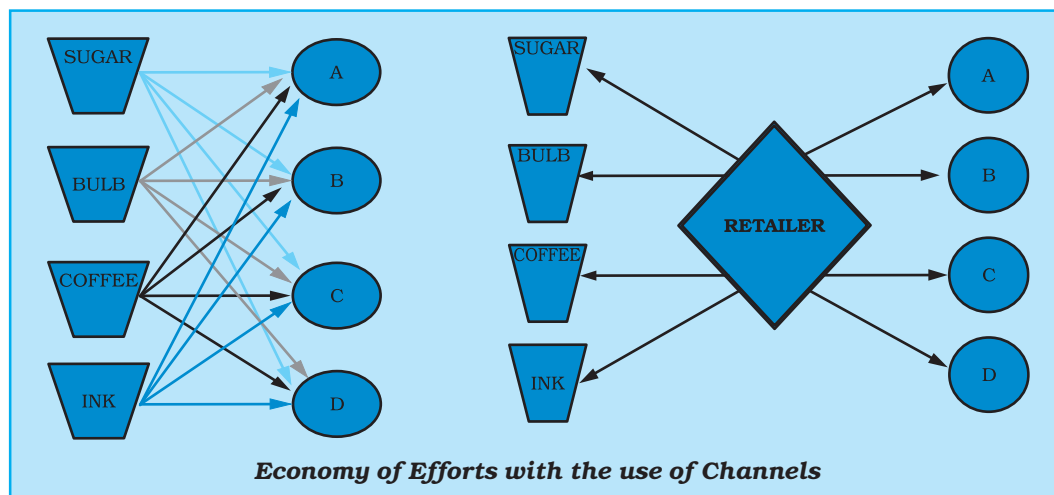 SUGAR
A
BULB
B
COFFEE
C
INK
D
SUGAR
A
BULB
B
RETAILER
COFFEE
C
INK
D
Economy of Efforts with the use of Channels